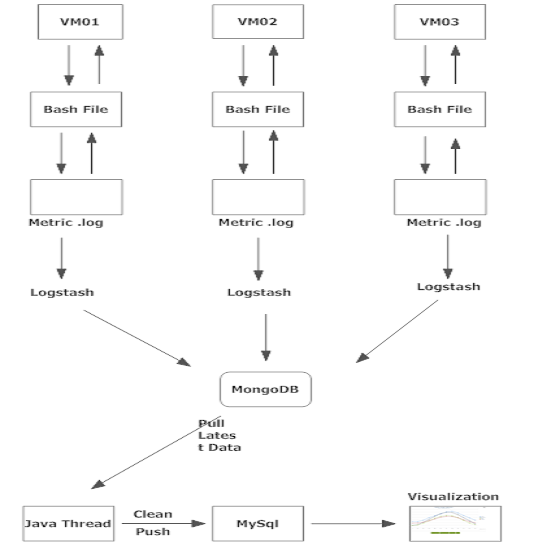 VM01
VM02
VM03
Bash File
Bash File
Bash File
Metric .log
Metric .log
Metric .log
Logstash
Logstash
Logstash
MongoDB
Pull
Lates
t Data
Visualization
Java Thread
Clean
Push
MySql